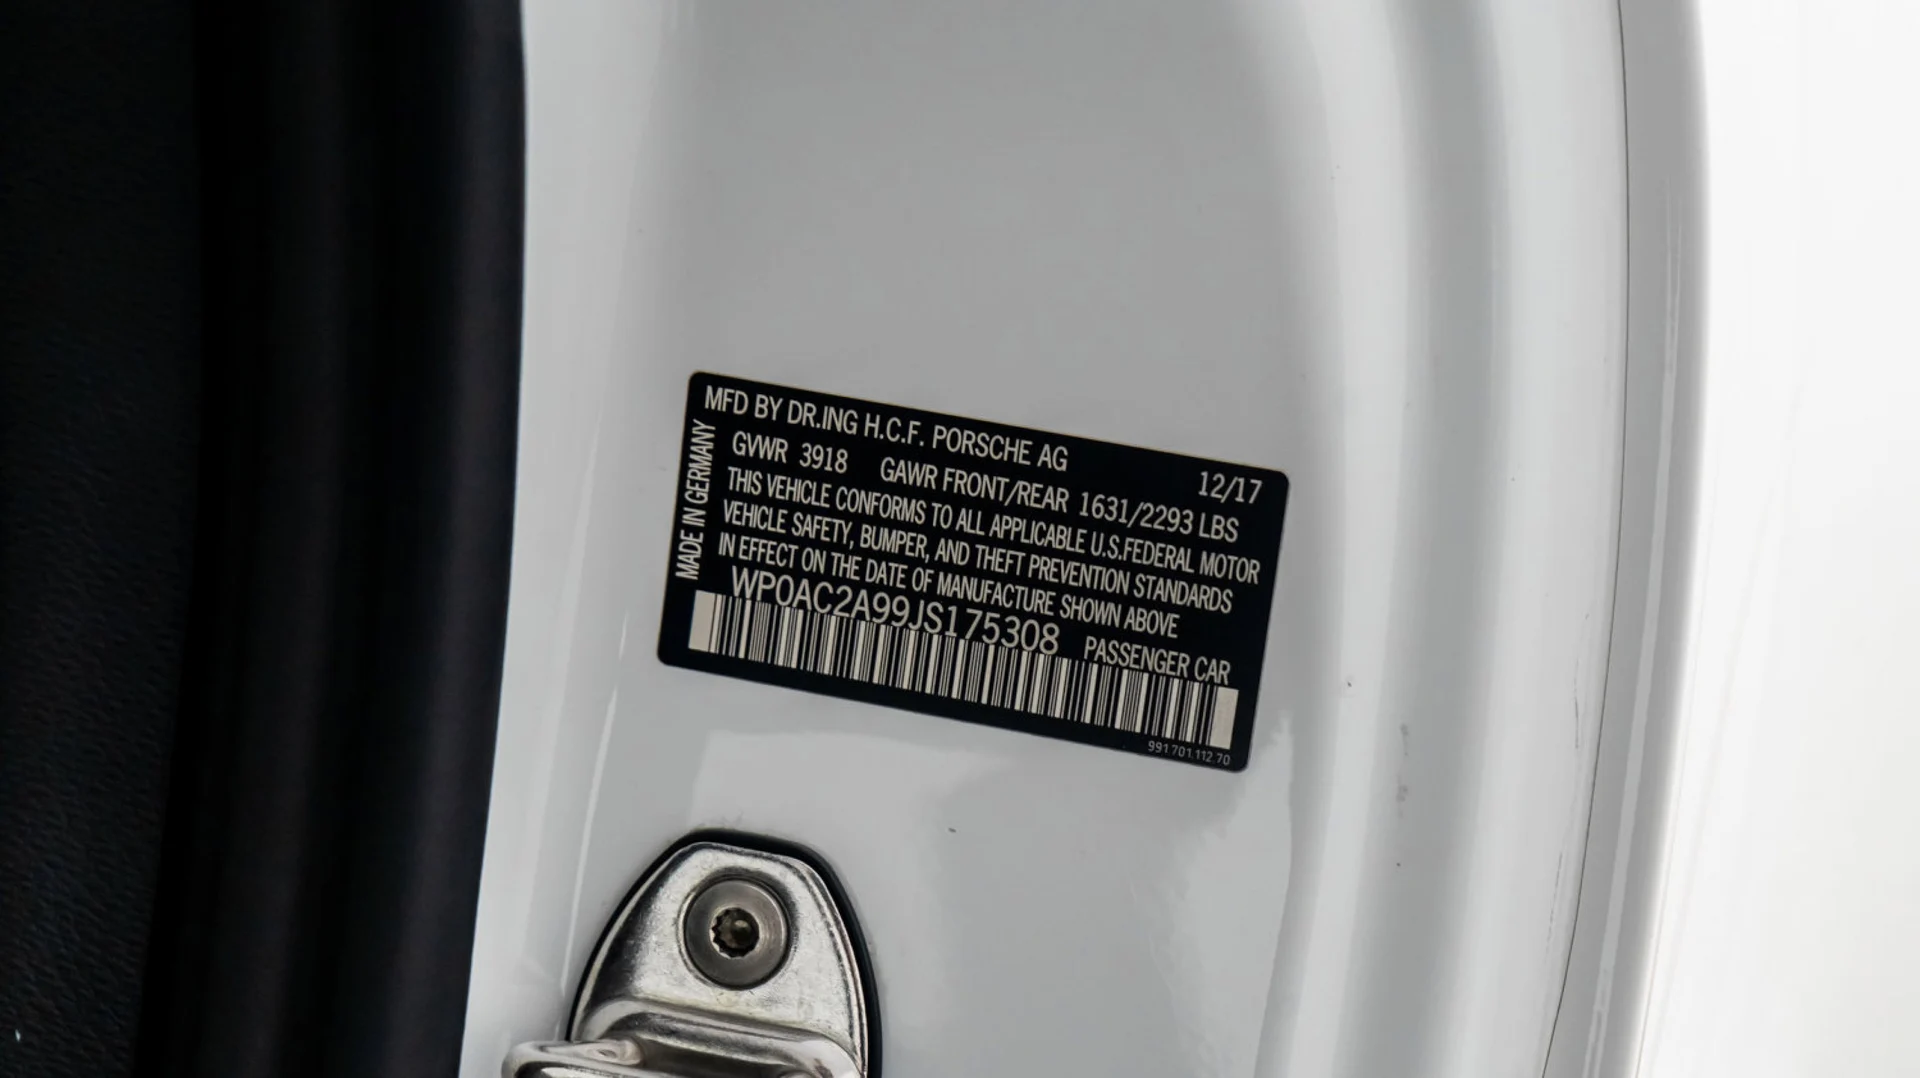 MFD BY DR.ING H.C.F. PORSCHE AG 12/17
GVWR 3918 GAWR FRONT/REAR 1631/2293 LBS
THIS VEHICLE CONFORMS TO ALL APPLICABLE U.S.FEDERAL MOTOR
VEHICLE SAFETY, BUMPER, AND THEFT PREVENTION STANDARDS
IN EFFECT ON THE DATE OF MANUFACTURE SHOWN ABOVE
WP0AC2A99JS175308 PASSENGER CAR
991.701.112.70
MADE IN GERMANY